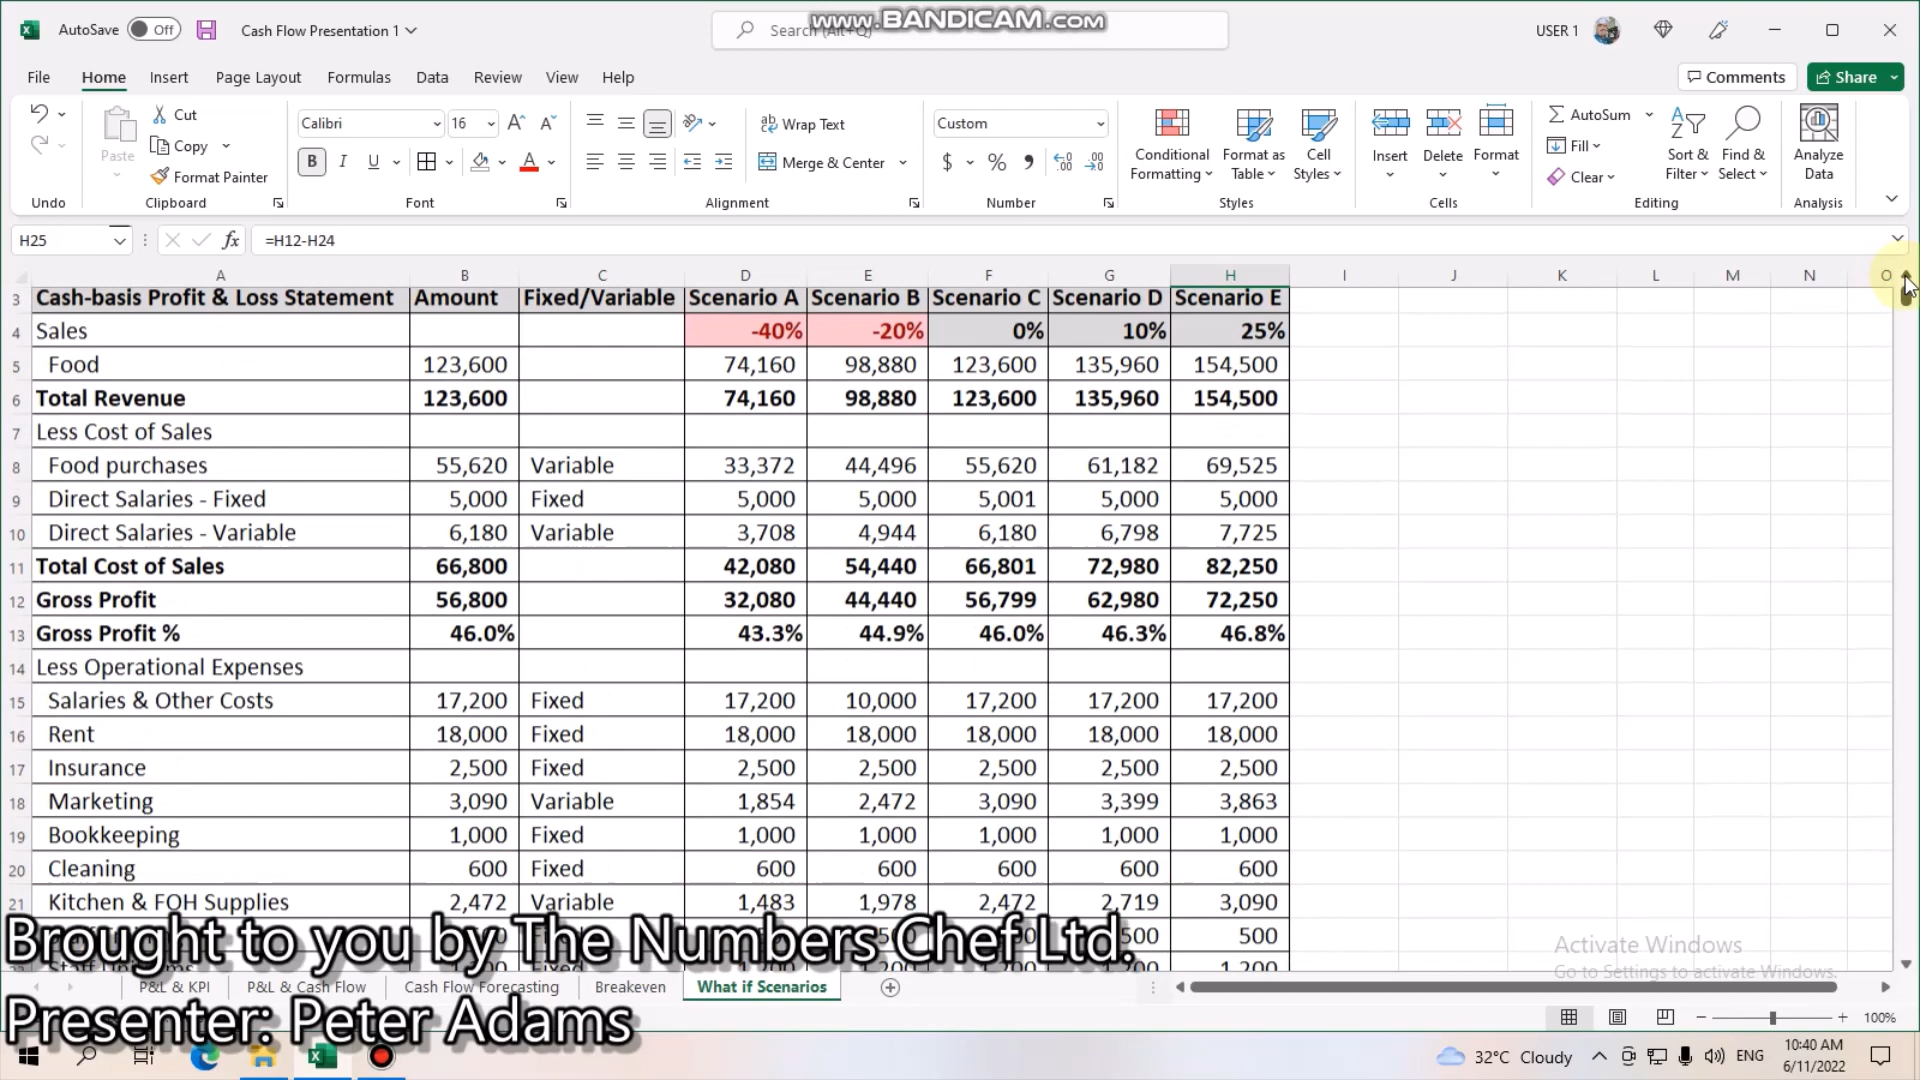 www.BANDICAM.com
AutoSave Off Cash Flow Presentation 1 Search (Alt+Q) USER 1
File Home Insert Page Layout Formulas Data Review View Help Comments Share
Cut Calibri 16 Wrap Text Custom AutoSum
Paste Copy Conditional Formatting Format as Table Cell Styles Insert Delete Format Fill Sort & Filter Find & Select Analyze Data
Format Painter B I U Merge & Center $ % Clear
Undo Clipboard Font Alignment Number Styles Cells Editing Analysis
H25 fx =H12-H24
A B C D E F G H I J K L M N O
3 Cash-basis Profit & Loss Statement Amount Fixed/Variable Scenario A Scenario B Scenario C Scenario D Scenario E
4 Sales -40% -20% 0% 10% 25%
5 Food 123,600 74,160 98,880 123,600 135,960 154,500
6 Total Revenue 123,600 74,160 98,880 123,600 135,960 154,500
7 Less Cost of Sales
8 Food purchases 55,620 Variable 33,372 44,496 55,620 61,182 69,525
9 Direct Salaries - Fixed 5,000 Fixed 5,000 5,000 5,001 5,000 5,000
10 Direct Salaries - Variable 6,180 Variable 3,708 4,944 6,180 6,798 7,725
11 Total Cost of Sales 66,800 42,080 54,440 66,801 72,980 82,250
12 Gross Profit 56,800 32,080 44,440 56,799 62,980 72,250
13 Gross Profit % 46.0% 43.3% 44.9% 46.0% 46.3% 46.8%
14 Less Operational Expenses
15 Salaries & Other Costs 17,200 Fixed 17,200 10,000 17,200 17,200 17,200
16 Rent 18,000 Fixed 18,000 18,000 18,000 18,000 18,000
17 Insurance 2,500 Fixed 2,500 2,500 2,500 2,500 2,500
18 Marketing 3,090 Variable 1,854 2,472 3,090 3,399 3,863
19 Bookkeeping 1,000 Fixed 1,000 1,000 1,000 1,000 1,000
20 Cleaning 600 Fixed 600 600 600 600 600
21 Kitchen & FOH Supplies 2,472 Variable 1,483 1,978 2,472 2,719 3,090
500 500
Brought to you by The Numbers Chef Ltd.
Activate Windows
Go to Settings to activate Windows.
1,200
P&L & KPI P&L & Cash Flow Cash Flow Forecasting Breakeven What if Scenarios
Presenter: Peter Adams
100%
32°C Cloudy ENG 10:40 AM
6/11/2022